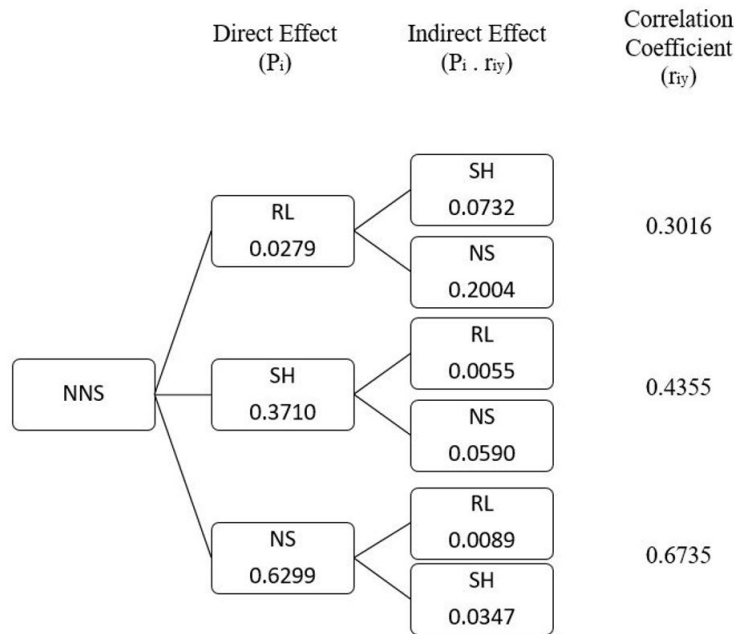 Direct Effect
(Pi)
Indirect Effect
(Pi . riy)
Correlation
Coefficient
(riy)
NNS
RL
0.0279
SH
0.0732
NS
0.2004
0.3016
SH
0.3710
RL
0.0055
NS
0.0590
0.4355
NS
0.6299
RL
0.0089
SH
0.0347
0.6735